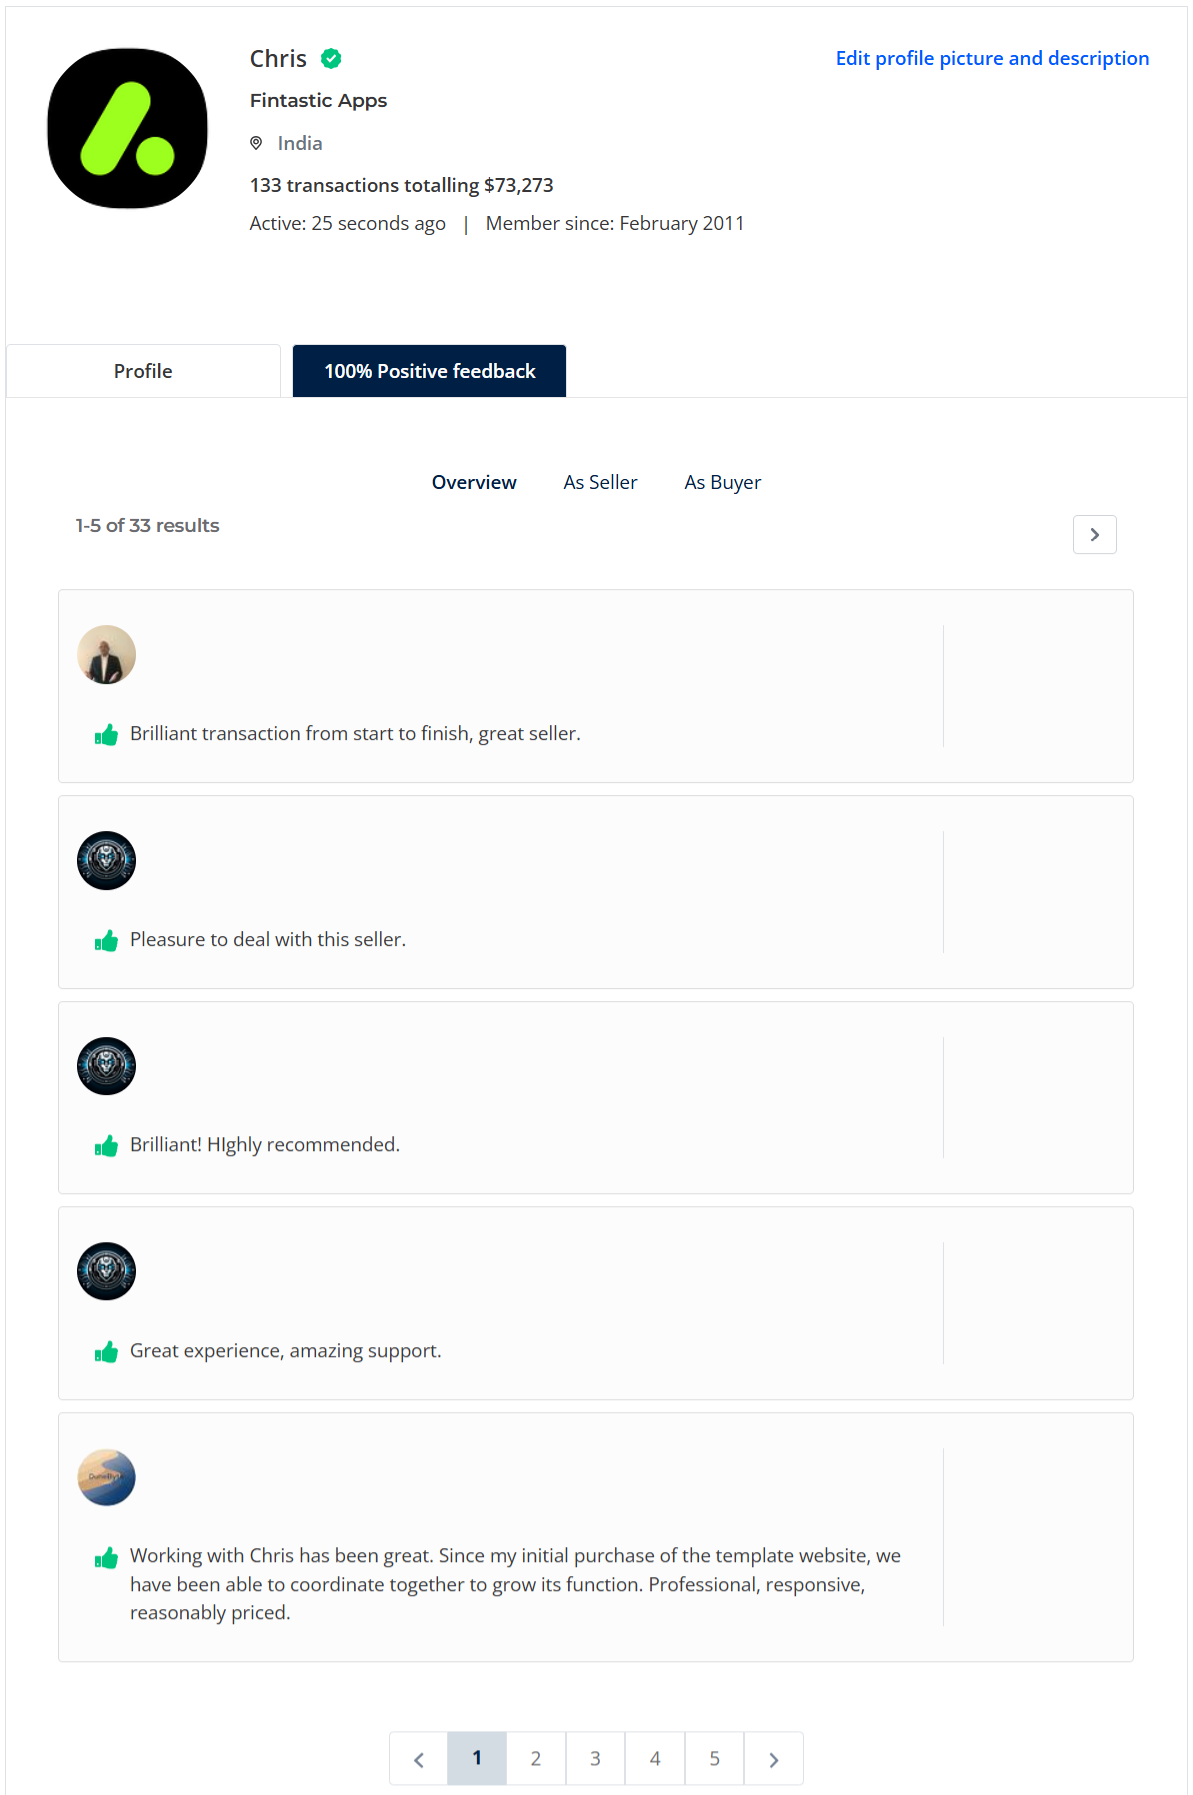 Chris
Edit profile picture and description
Fintastic Apps
India
133 transactions totalling $73,273
Active: 25 seconds ago | Member since: February 2011
Profile
100% Positive feedback
Overview
As Seller
As Buyer
1-5 of 33 results
Brilliant transaction from start to finish, great seller.
Pleasure to deal with this seller.
Brilliant! HIghly recommended.
Great experience, amazing support.
Working with Chris has been great. Since my initial purchase of the template website, we
have been able to coordinate together to grow its function. Professional, responsive,
reasonably priced.
1 2 3 4 5